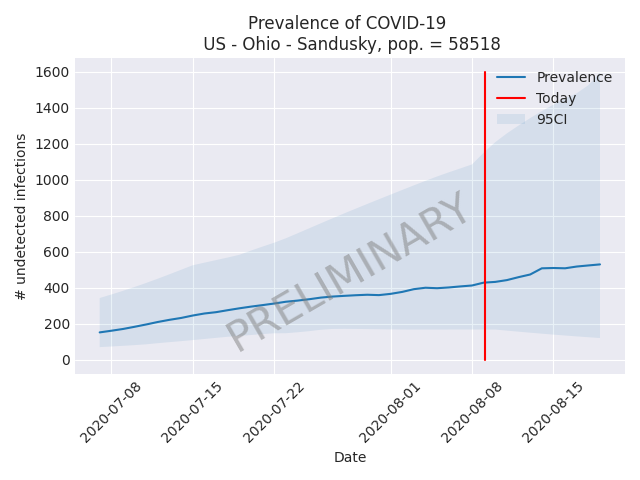 Prevalence of COVID-19
US - Ohio - Sandusky, pop. = 58518
# undetected infections
1600
1400
1200
1000
800
600
400
200
0
Prevalence
Today
95CI
PRELIMINARY
2020-07-08
2020-07-15
2020-07-22
2020-08-01
2020-08-08
2020-08-15
Date